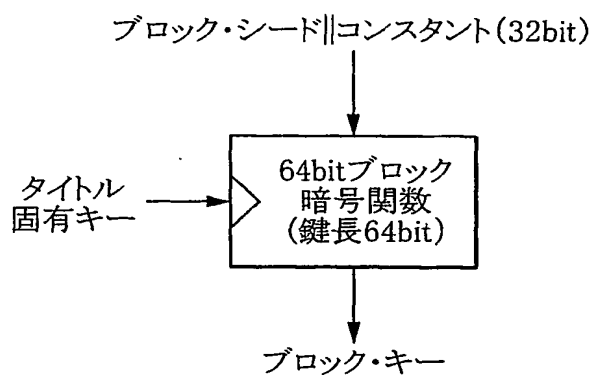 ブロック・シード||コンスタント(32bit)
タイトル
固有キー
64bitブロック
暗号関数
(鍵長64bit)
ブロック・キー